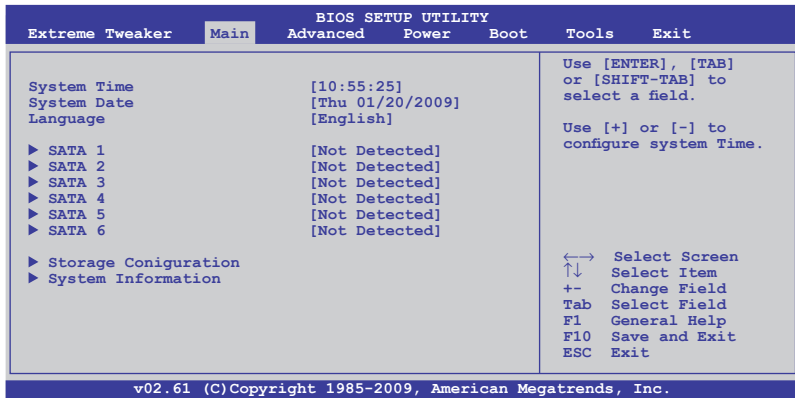 BIOS SETUP UTILITY
Extreme Tweaker Main Advanced Power Boot Tools Exit
System Time [10:55:25]
System Date [Thu 01/20/2009]
Language [English]
▶ SATA 1 [Not Detected]
▶ SATA 2 [Not Detected]
▶ SATA 3 [Not Detected]
▶ SATA 4 [Not Detected]
▶ SATA 5 [Not Detected]
▶ SATA 6 [Not Detected]
▶ Storage Coniguration
▶ System Information
Use [ENTER], [TAB]
or [SHIFT-TAB] to
select a field.
Use [+] or [-] to
configure system Time.
←→ Select Screen
↑↓ Select Item
+- Change Field
Tab Select Field
F1 General Help
F10 Save and Exit
ESC Exit
v02.61 (C)Copyright 1985-2009, American Megatrends, Inc.